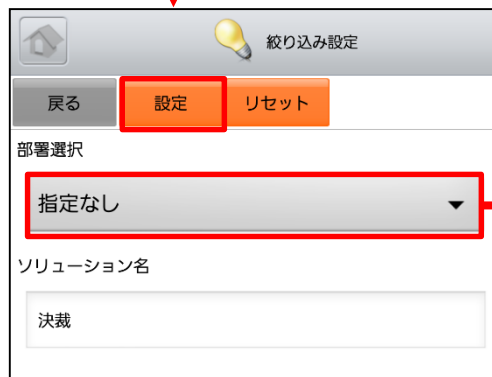 絞り込み設定
戻る 設定 リセット
部署選択
指定なし
ソリューション名
決裁